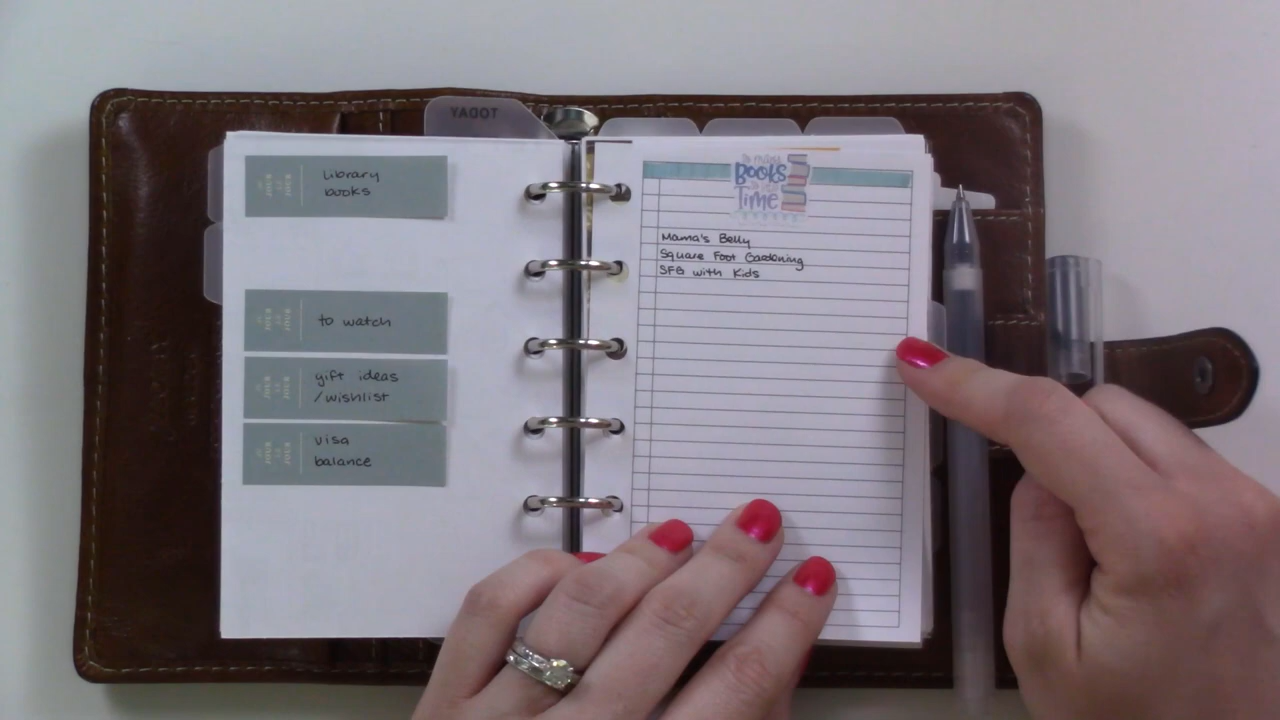 TODAY
Library
books
to watch
gift ideas
/wishlist
visa
balance
Books
Time
Mama's Belly
Square Foot Gardening
SFG with Kids